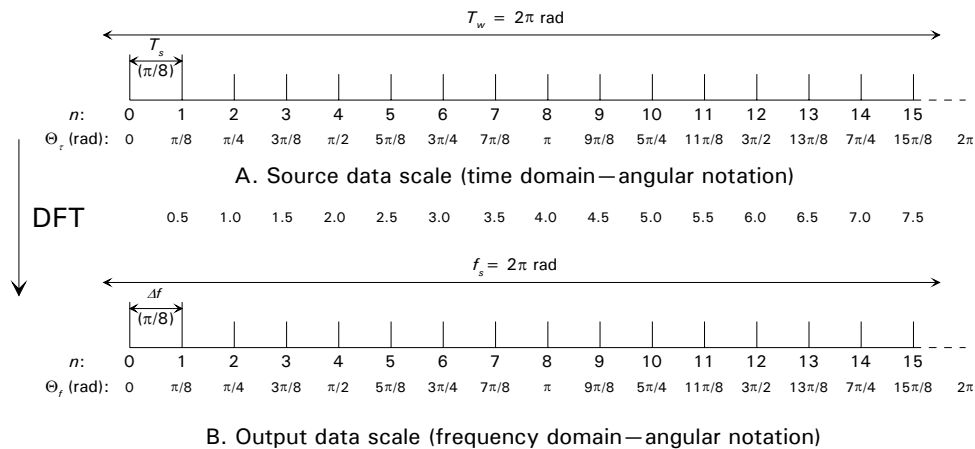 T_w = 2π rad
T_s
(π/8)
n: 0 1 2 3 4 5 6 7 8 9 10 11 12 13 14 15
Θ_τ (rad): 0 π/8 π/4 3π/8 π/2 5π/8 3π/4 7π/8 π 9π/8 5π/4 11π/8 3π/2 13π/8 7π/4 15π/8 2π
A. Source data scale (time domain—angular notation)
DFT 0.5 1.0 1.5 2.0 2.5 3.0 3.5 4.0 4.5 5.0 5.5 6.0 6.5 7.0 7.5
f_s = 2π rad
Δf
(π/8)
n: 0 1 2 3 4 5 6 7 8 9 10 11 12 13 14 15
Θ_f (rad): 0 π/8 π/4 3π/8 π/2 5π/8 3π/4 7π/8 π 9π/8 5π/4 11π/8 3π/2 13π/8 7π/4 15π/8 2π
B. Output data scale (frequency domain—angular notation)